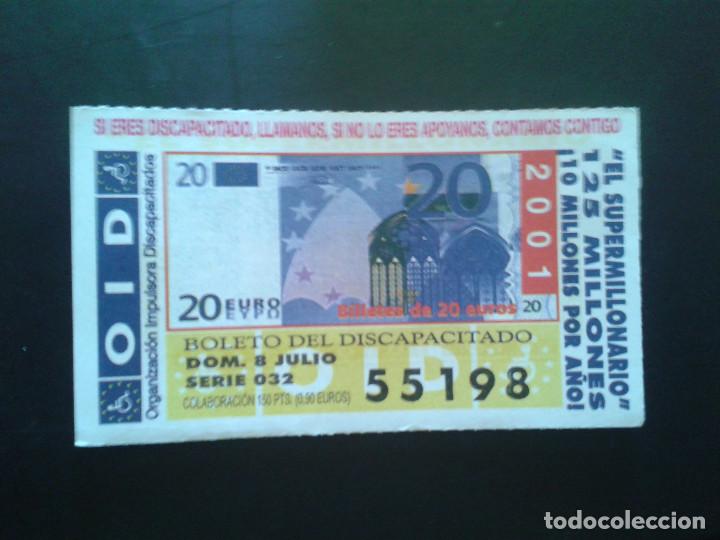 SI ERES DISCAPACITADO, LLAMANOS, SI NO LO ERES APOYANOS, CONTAMOS CONTIGO
OID
Organización Impulsora Discapacitados
20
20
20 EURO
ΕΥΡΩ
Billetes de 20 euros
20
2001
"EL SUPERMILLONARIO"
125 MILLONES
¡10 MILLONES POR AÑO!
BOLETO DEL DISCAPACITADO
DOM. 8 JULIO
SERIE 032
55198
COLABORACIÓN 150 PTS. (0,90 EUROS)
todocoleccion.net